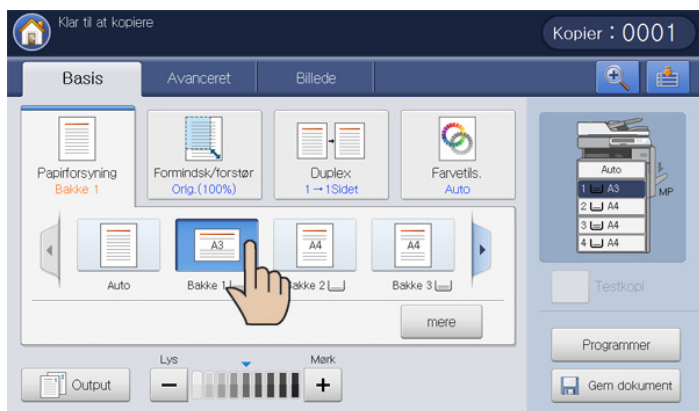 Klar til at kopiere
Kopier : 0001
Basis
Avanceret
Billede
Papirforsyning
Bakke 1
Formindsk/forstør
Orig.(100%)
Duplex
1 → 1Sidet
Farvetils.
Auto
Auto
A3
Bakke 1
A4
Bakke 2
A4
Bakke 3
mere
Auto
1 A3
2 A4
3 A4
4 A4
MP
Testkopi
Output
Lys
Mørk
Programmer
Gem dokument